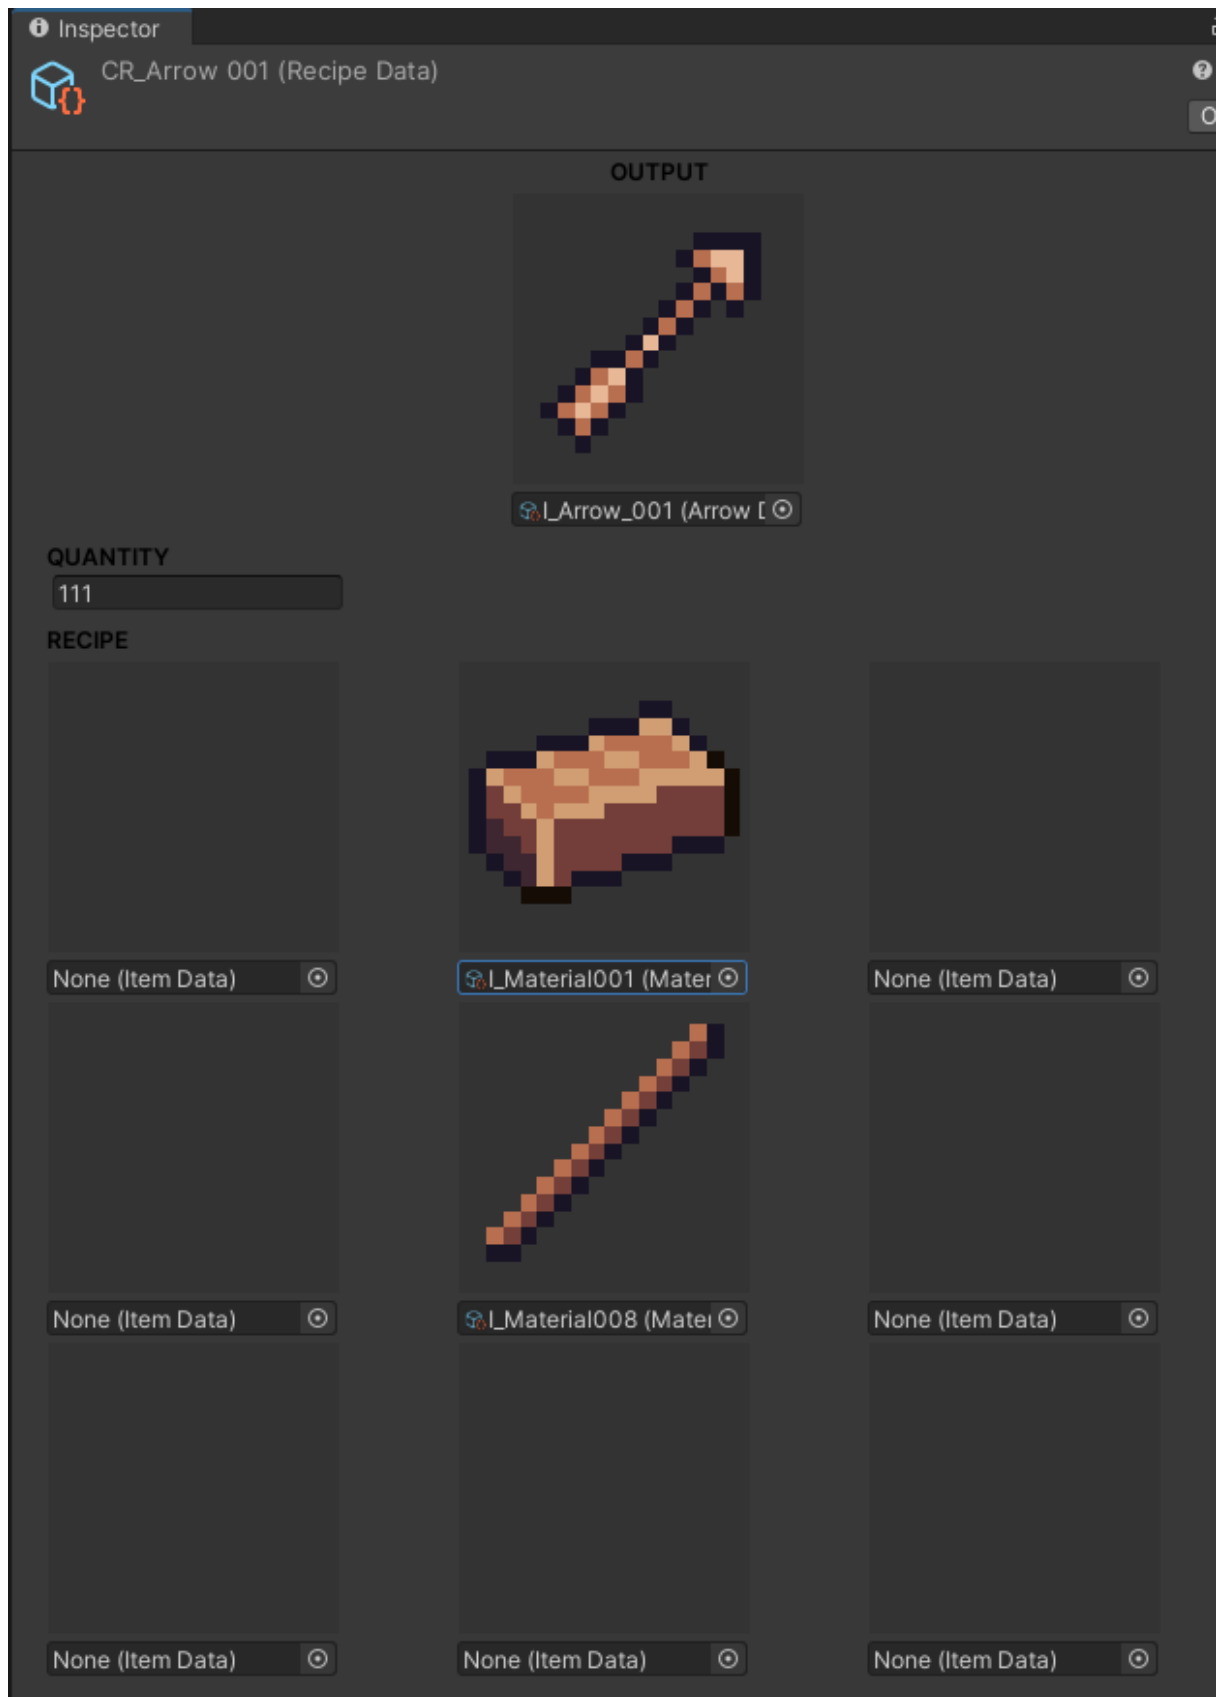 Inspector
CR_Arrow 001 (Recipe Data)
OUTPUT
I_Arrow_001 (Arrow
QUANTITY
111
RECIPE
None (Item Data)
I_Material001 (Mater
None (Item Data)
None (Item Data)
I_Material008 (Mater
None (Item Data)
None (Item Data)
None (Item Data)
None (Item Data)